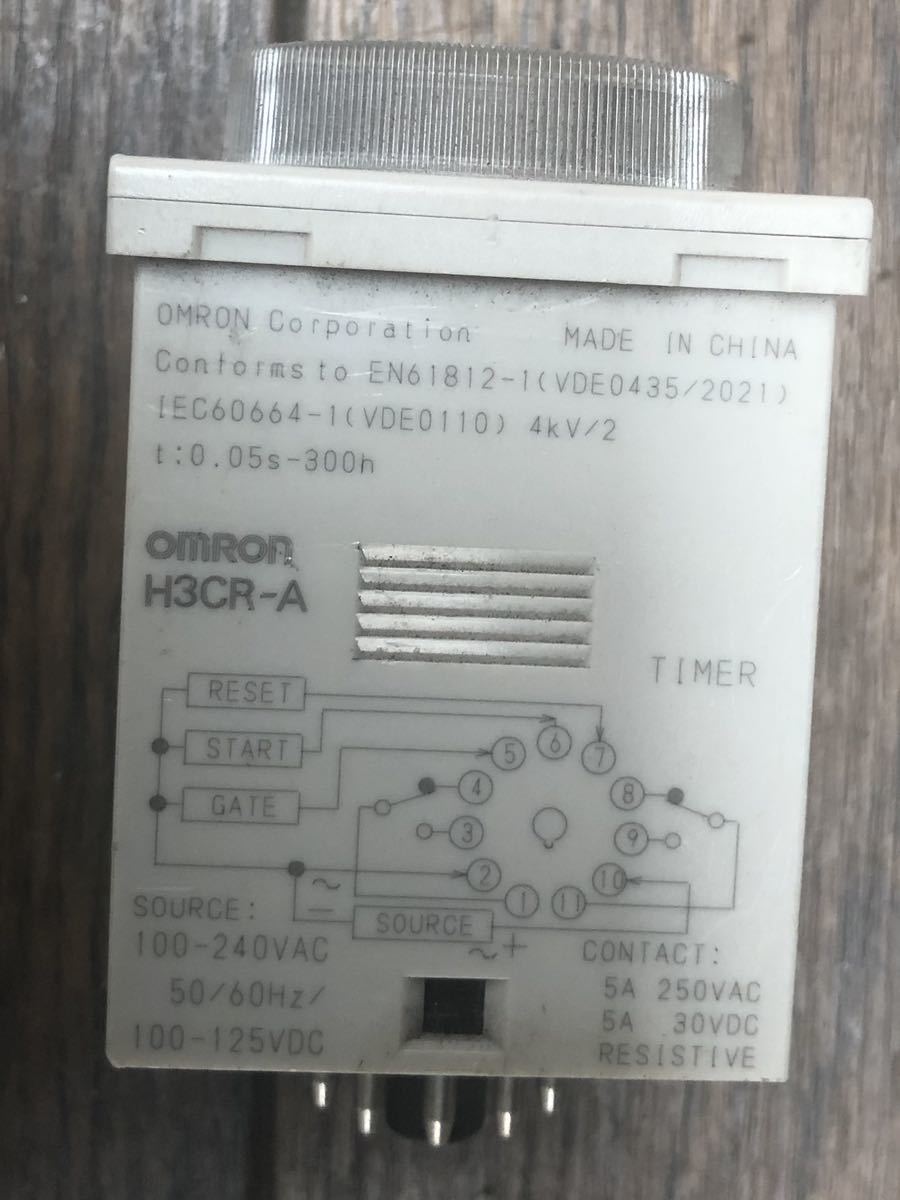 OMRON Corporation MADE IN CHINA
Conforms to EN61812-1(VDE0435/2021)
IEC60664-1(VDE0110) 4kV/2
t:0.05s-300h
omron
H3CR-A
TIMER
RESET
START
GATE
6
5 7
4 8
3 9
2 10
1 11
~
–
SOURCE
~ +
SOURCE:
100-240VAC
50/60Hz/
100-125VDC
CONTACT:
5A 250VAC
5A 30VDC
RESISTIVE